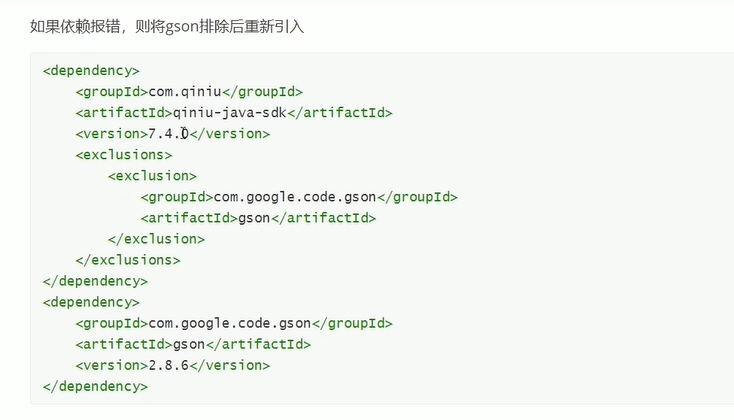 如果依赖报错，则将gson排除后重新引入
<dependency>
    <groupId>com.qiniu</groupId>
    <artifactId>qiniu-java-sdk</artifactId>
    <version>7.4.0</version>
    <exclusions>
        <exclusion>
            <groupId>com.google.code.gson</groupId>
            <artifactId>gson</artifactId>
        </exclusion>
    </exclusions>
</dependency>
<dependency>
    <groupId>com.google.code.gson</groupId>
    <artifactId>gson</artifactId>
    <version>2.8.6</version>
</dependency>